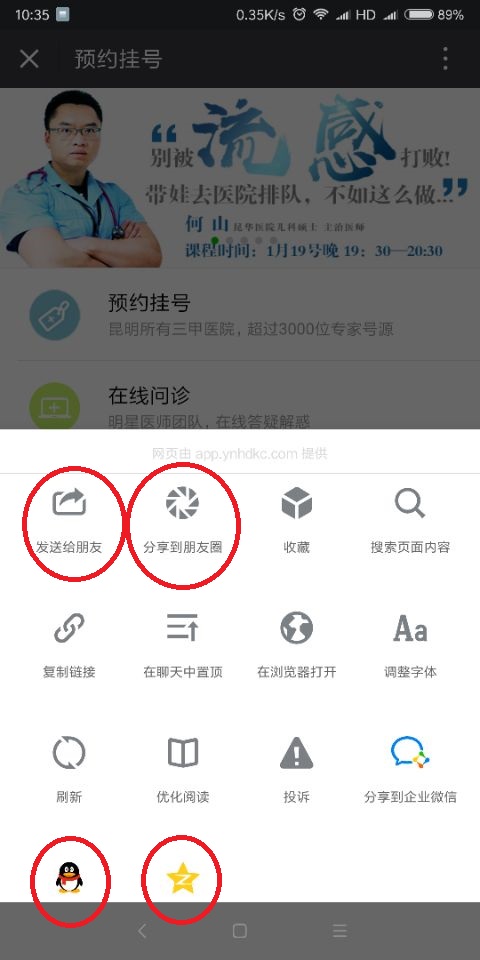 10:35
0.35K/s
HD
89%
预约挂号
“别被流感打败!
带娃去医院排队，不如这么做...”
何 山 昆华医院儿科硕士 主治医师
课程时间：1月19号晚 19：30—20:30
预约挂号
昆明所有三甲医院，超过3000位专家号源
在线问诊
明星医师团队，在线答疑解惑
网页由 app.ynhdkc.com 提供
发送给朋友
分享到朋友圈
收藏
搜索页面内容
复制链接
在聊天中置顶
在浏览器打开
Aa
调整字体
刷新
优化阅读
投诉
分享到企业微信